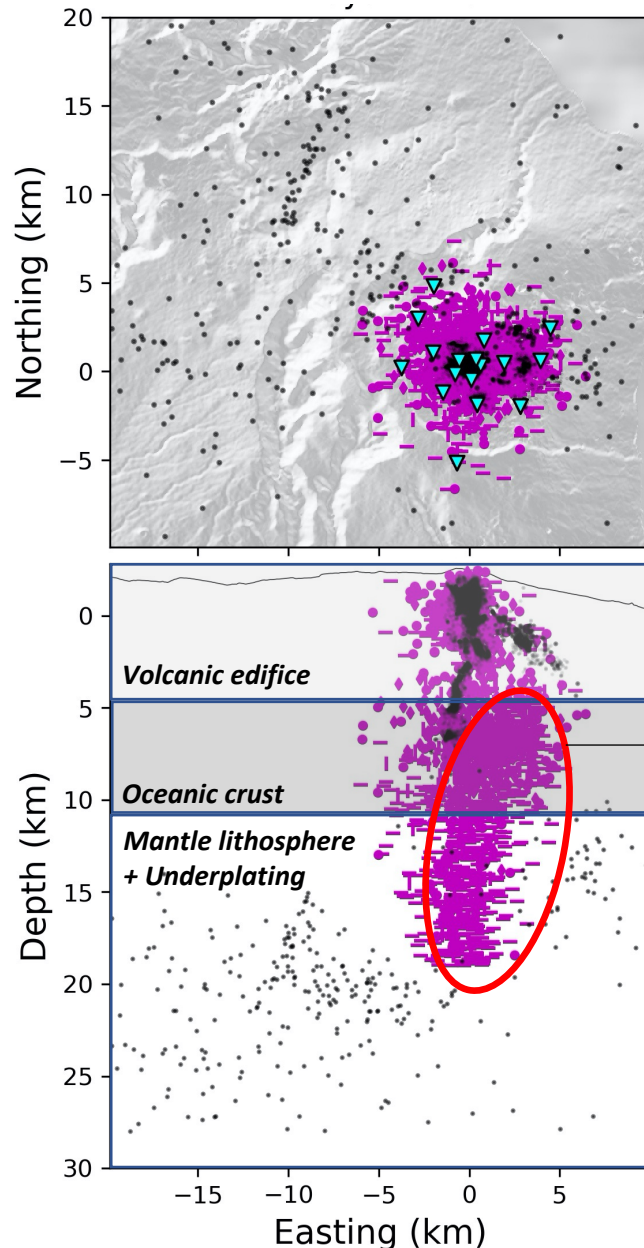 20
15
10
5
0
−5
Northing (km)
0
5
10
15
20
25
30
Depth (km)
Volcanic edifice
Oceanic crust
Mantle lithosphere
+ Underplating
−15
−10
−5
0
5
Easting (km)